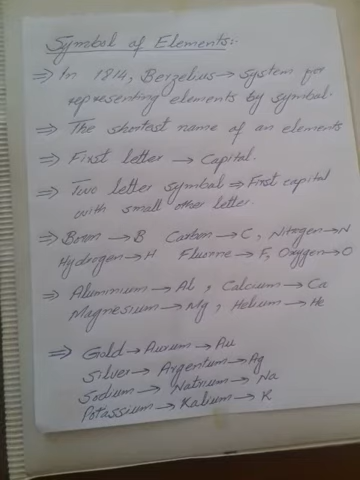 Symbol of Elements:-
⇒ In 1814, Berzelius → System for
representing elements by symbol.
⇒ The shortest name of an elements
⇒ First letter → Capital.
⇒ Two letter symbol ⇒ First capital
with small other letter.
⇒ Boron → B Carbon → C, Nitrogen → N
Hydrogen → H Fluorine → F, Oxygen → O
⇒ Aluminium → Al, Calcium → Ca
Magnesium → Mg, Helium → He
⇒ Gold → Aurum → Au
Silver → Argentum → Ag
Sodium → Natrium → Na
Potassium → Kalium → K